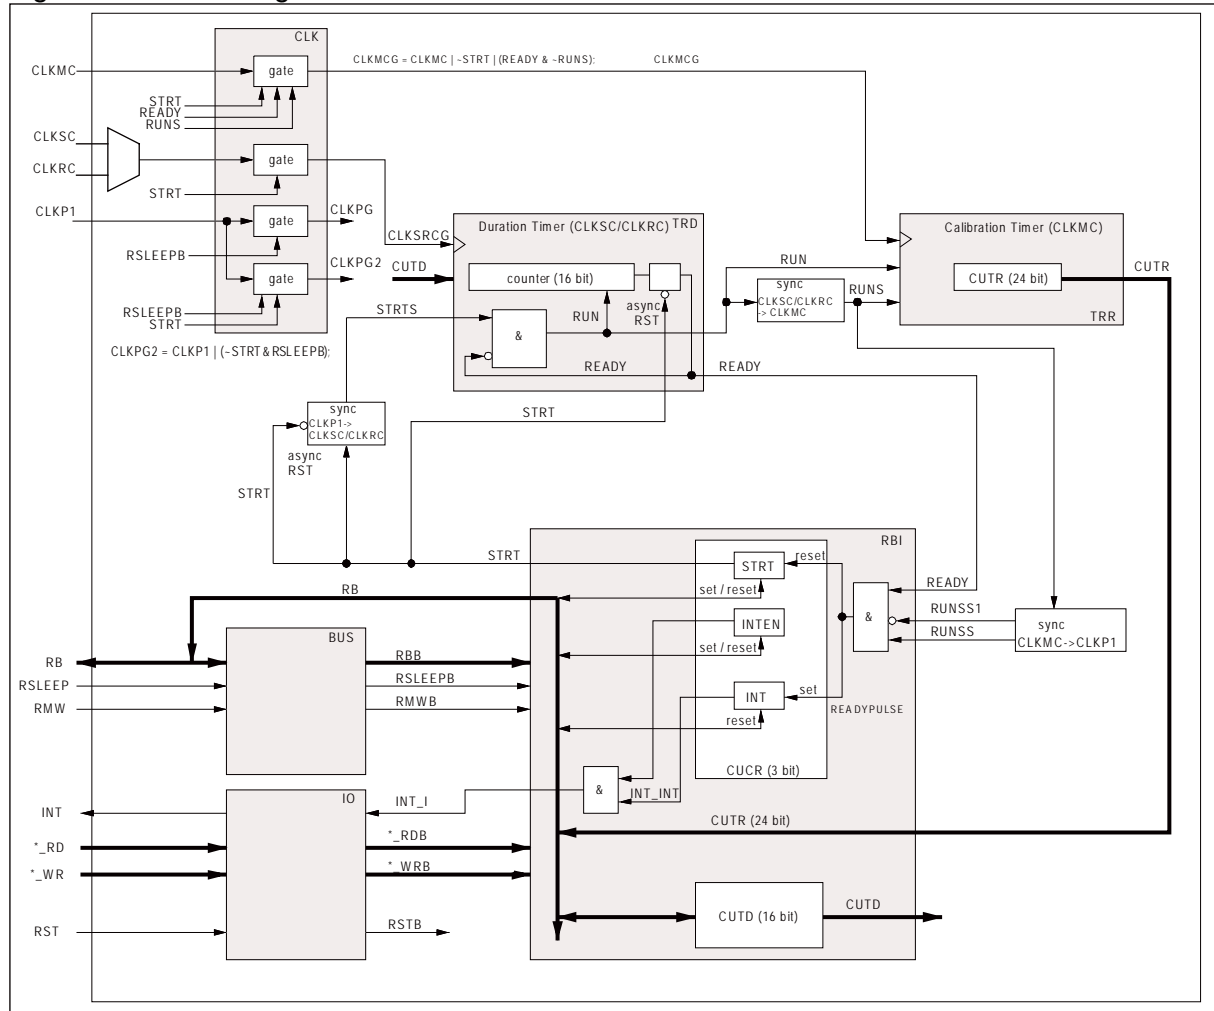 CLK
CLKMC
gate
CLKMCG = CLKMC | ~STRT | (READY & ~RUNS);
CLKMCG
STRT
READY
RUNS
CLKSC
CLKRC
gate
STRT
CLKP1
gate
CLKPG
RSLEEPB
gate
CLKPG2
RSLEEPB
STRT
CLKPG2 = CLKP1 | (~STRT & RSLEEPB);
CLKSRCG
CUTD
Duration Timer (CLKSC/CLKRC)
TRD
counter (16 bit)
async
RST
STRTS
&
RUN
READY
READY
RUN
sync
CLKSC/CLKRC
-> CLKMC
RUNS
Calibration Timer (CLKMC)
CUTR (24 bit)
TRR
CUTR
sync
CLKP1->
CLKSC/CLKRC
async
RST
STRT
STRT
STRT
RBI
STRT
reset
set / reset
INTEN
set / reset
INT
set
reset
CUCR (3 bit)
&
READY
RUNSS1
RUNSS
READYPULSE
sync
CLKMC->CLKP1
RB
BUS
RB
RSLEEP
RMW
RBB
RSLEEPB
RMWB
IO
INT
*_RD
*_WR
RST
INT_I
*_RDB
*_WRB
RSTB
&
INT_INT
CUTR (24 bit)
CUTD (16 bit)
CUTD